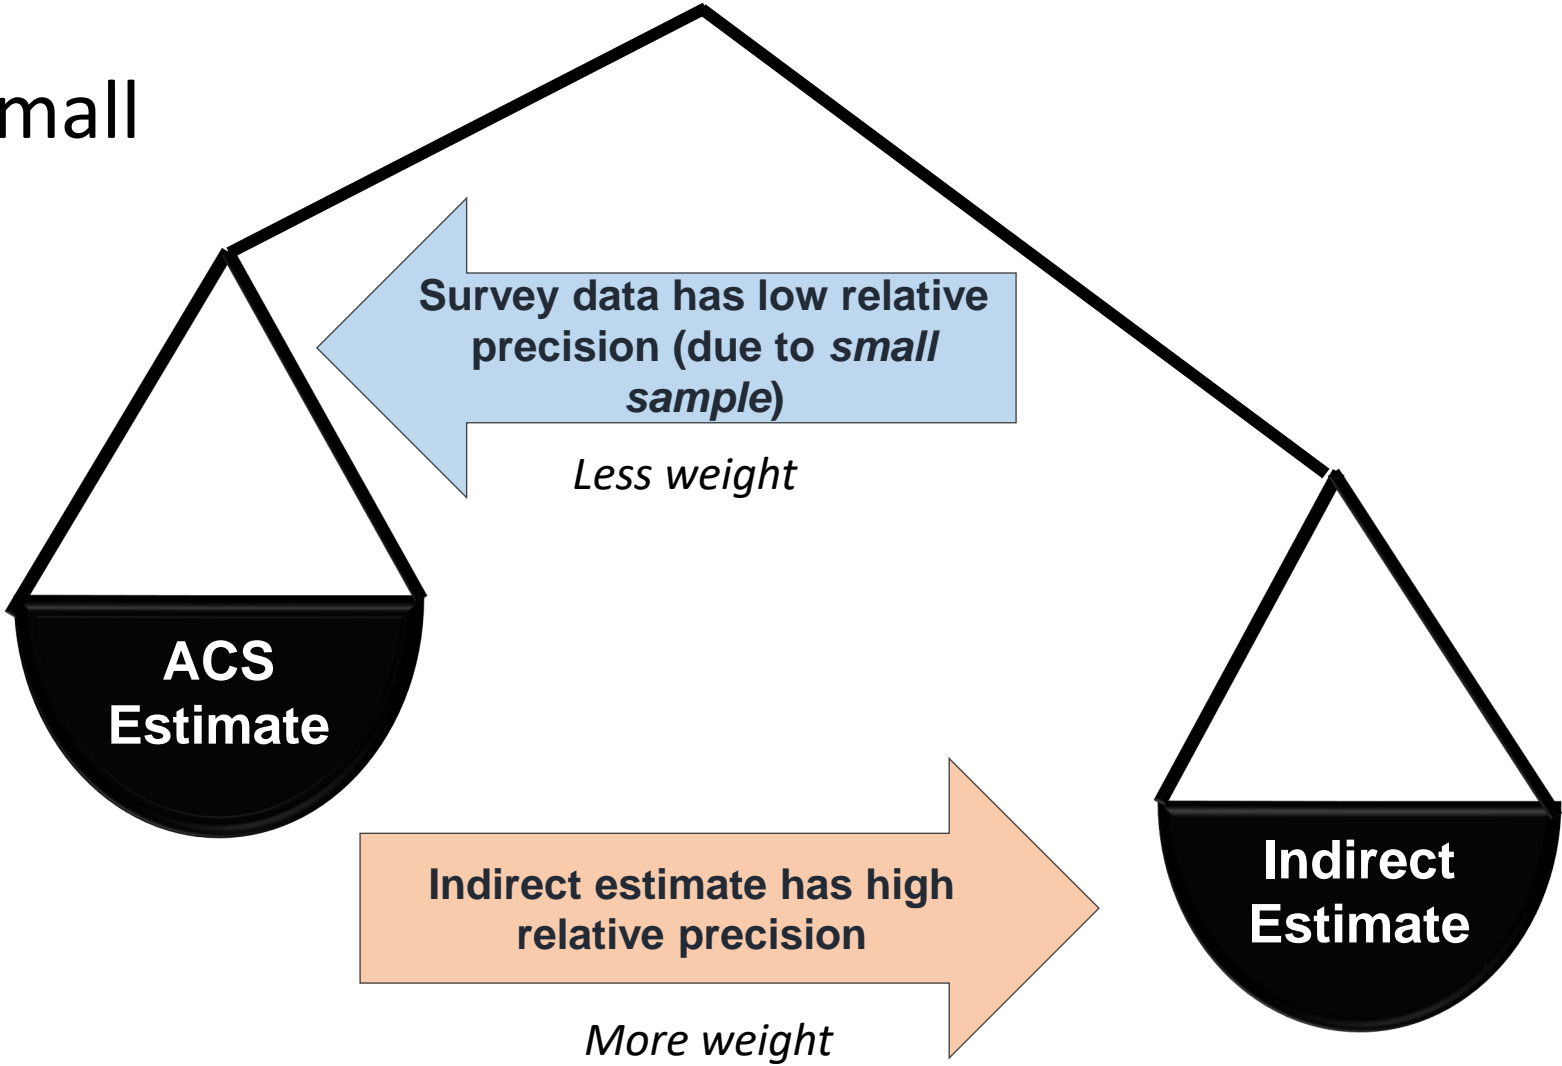 mall
Survey data has low relative
precision (due to small
sample)
Less weight
ACS
Estimate
Indirect estimate has high
relative precision
More weight
Indirect
Estimate